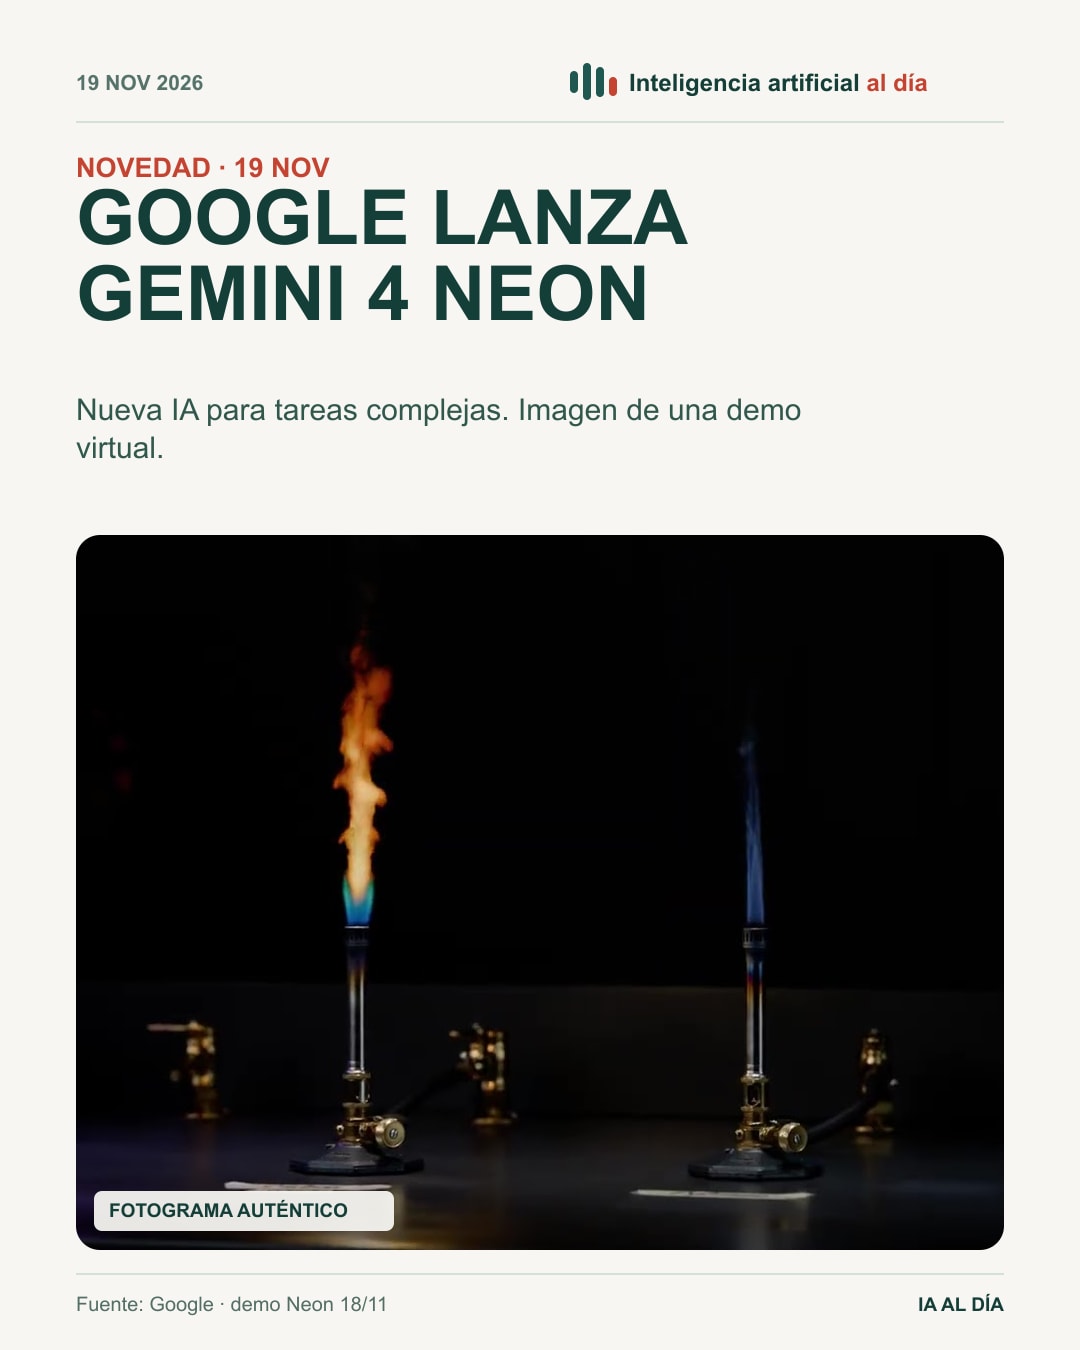 19 NOV 2026
Inteligencia artificial al día
NOVEDAD · 19 NOV
GOOGLE LANZA
GEMINI 4 NEON
Nueva IA para tareas complejas. Imagen de una demo
virtual.
FOTOGRAMA AUTÉNTICO
Fuente: Google · demo Neon 18/11
IA AL DÍA